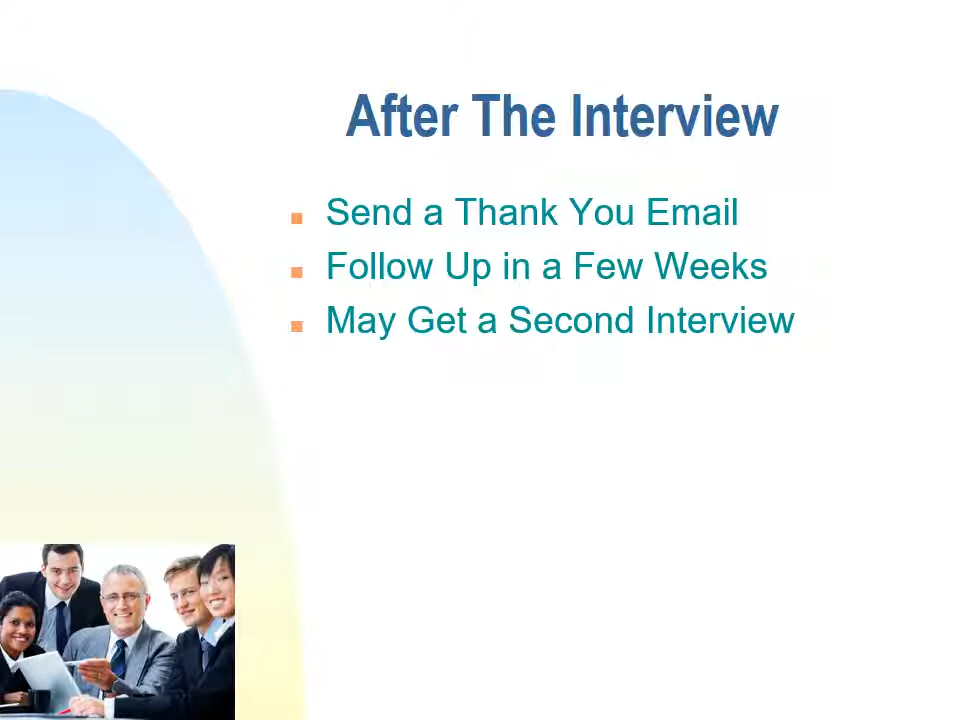 After The Interview
Send a Thank You Email
Follow Up in a Few Weeks
May Get a Second Interview